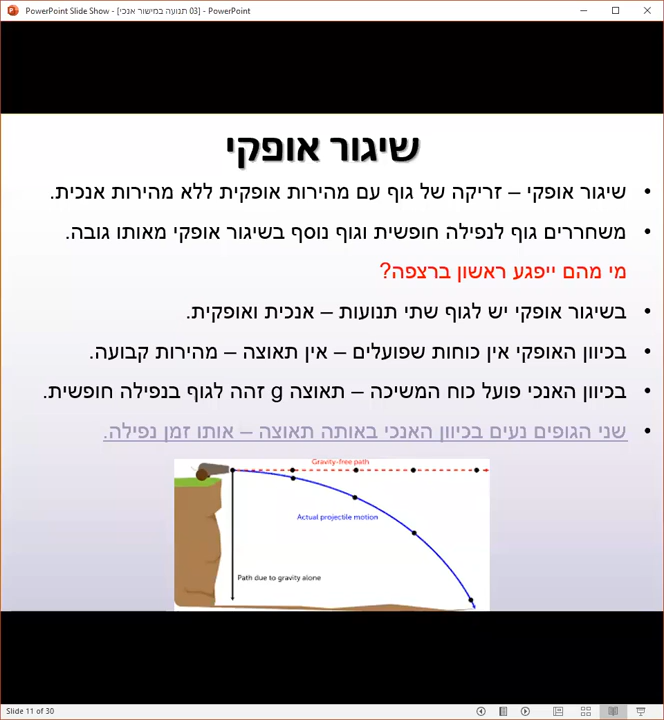 PowerPoint Slide Show - [03 תנועה במישור אנכי] - PowerPoint
שיגור אופקי
• שיגור אופקי – זריקה של גוף עם מהירות אופקית ללא מהירות אנכית.
• משחררים גוף לנפילה חופשית וגוף נוסף בשיגור אופקי מאותו גובה.
מי מהם ייפגע ראשון ברצפה?
• בשיגור אופקי יש לגוף שתי תנועות – אנכית ואופקית.
• בכיוון האופקי אין כוחות שפועלים – אין תאוצה – מהירות קבועה.
• בכיוון האנכי פועל כוח המשיכה – תאוצה g זהה לגוף בנפילה חופשית.
• שני הגופים נעים בכיוון האנכי באותה תאוצה – אותו זמן נפילה.
Gravity-free path
Actual projectile motion
Path due to gravity alone
Slide 11 of 30